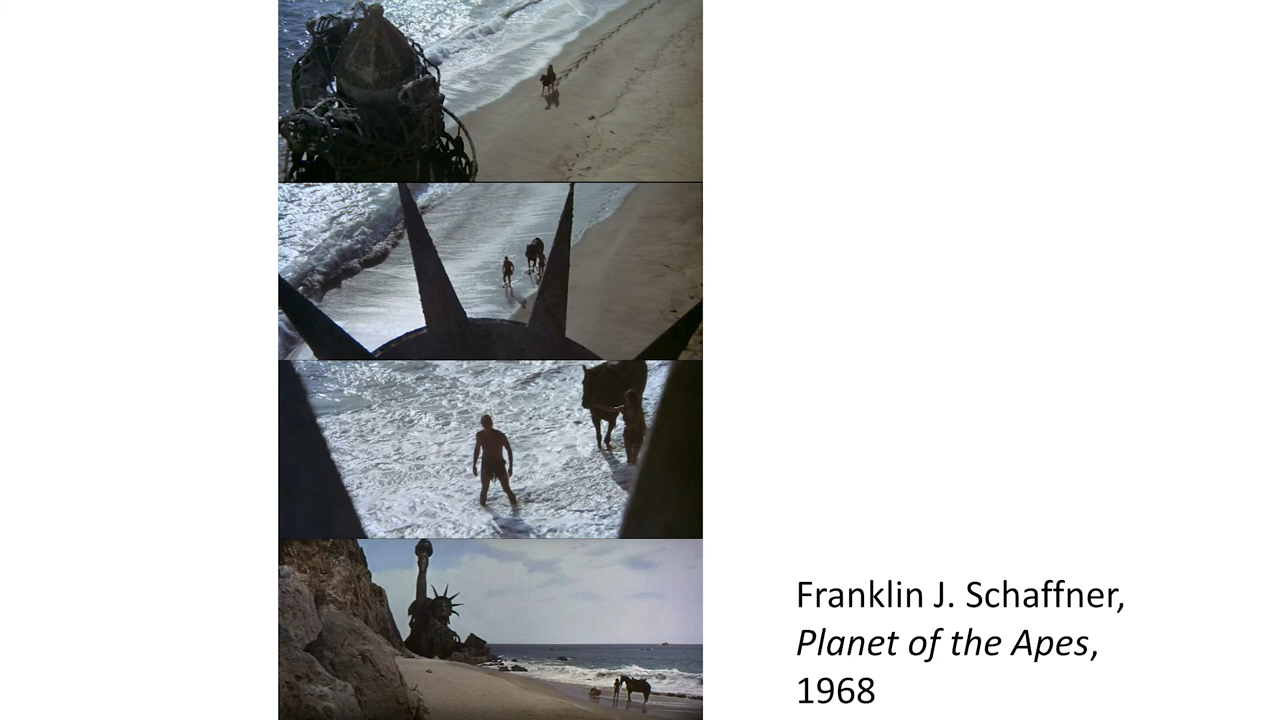 Franklin J. Schaffner,
Planet of the Apes,
1968